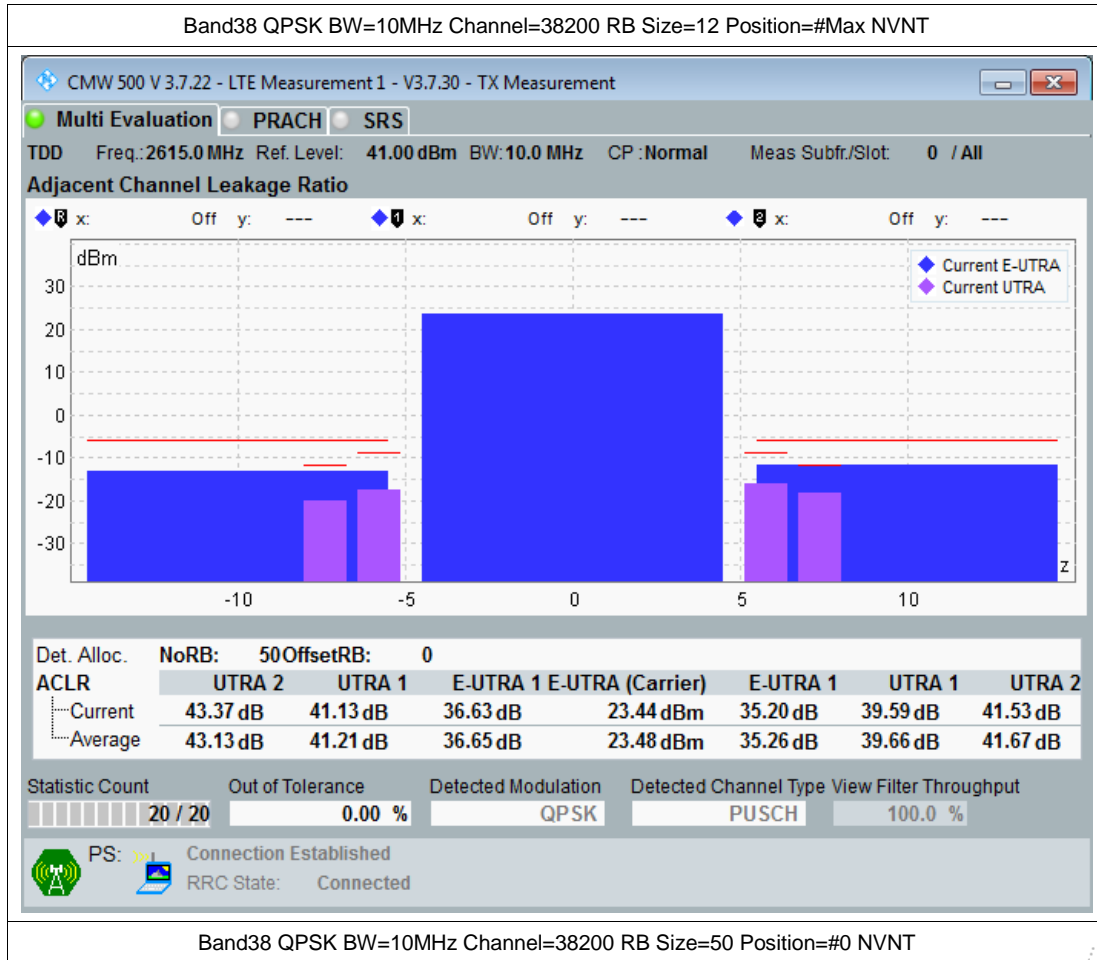 Band38 QPSK BW=10MHz Channel=38200 RB Size=12 Position=#Max NVNT
CMW 500 V 3.7.22 - LTE Measurement 1 - V3.7.30 - TX Measurement
Multi Evaluation PRACH SRS
TDD Freq.:2615.0 MHz Ref. Level: 41.00 dBm BW:10.0 MHz CP :Normal Meas Subfr./Slot: 0 / All
Adjacent Channel Leakage Ratio
R x: Off y: --- 1 x: Off y: --- 2 x: Off y: ---
dBm
Current E-UTRA
Current UTRA
30
20
10
0
-10
-20
-30
z
-10 -5 0 5 10
Det. Alloc. NoRB: 50 OffsetRB: 0
ACLR UTRA 2 UTRA 1 E-UTRA 1 E-UTRA (Carrier) E-UTRA 1 UTRA 1 UTRA 2
Current 43.37 dB 41.13 dB 36.63 dB 23.44 dBm 35.20 dB 39.59 dB 41.53 dB
Average 43.13 dB 41.21 dB 36.65 dB 23.48 dBm 35.26 dB 39.66 dB 41.67 dB
Statistic Count Out of Tolerance Detected Modulation Detected Channel Type View Filter Throughput
20 / 20 0.00 % QPSK PUSCH 100.0 %
PS: Connection Established
RRC State: Connected
Band38 QPSK BW=10MHz Channel=38200 RB Size=50 Position=#0 NVNT